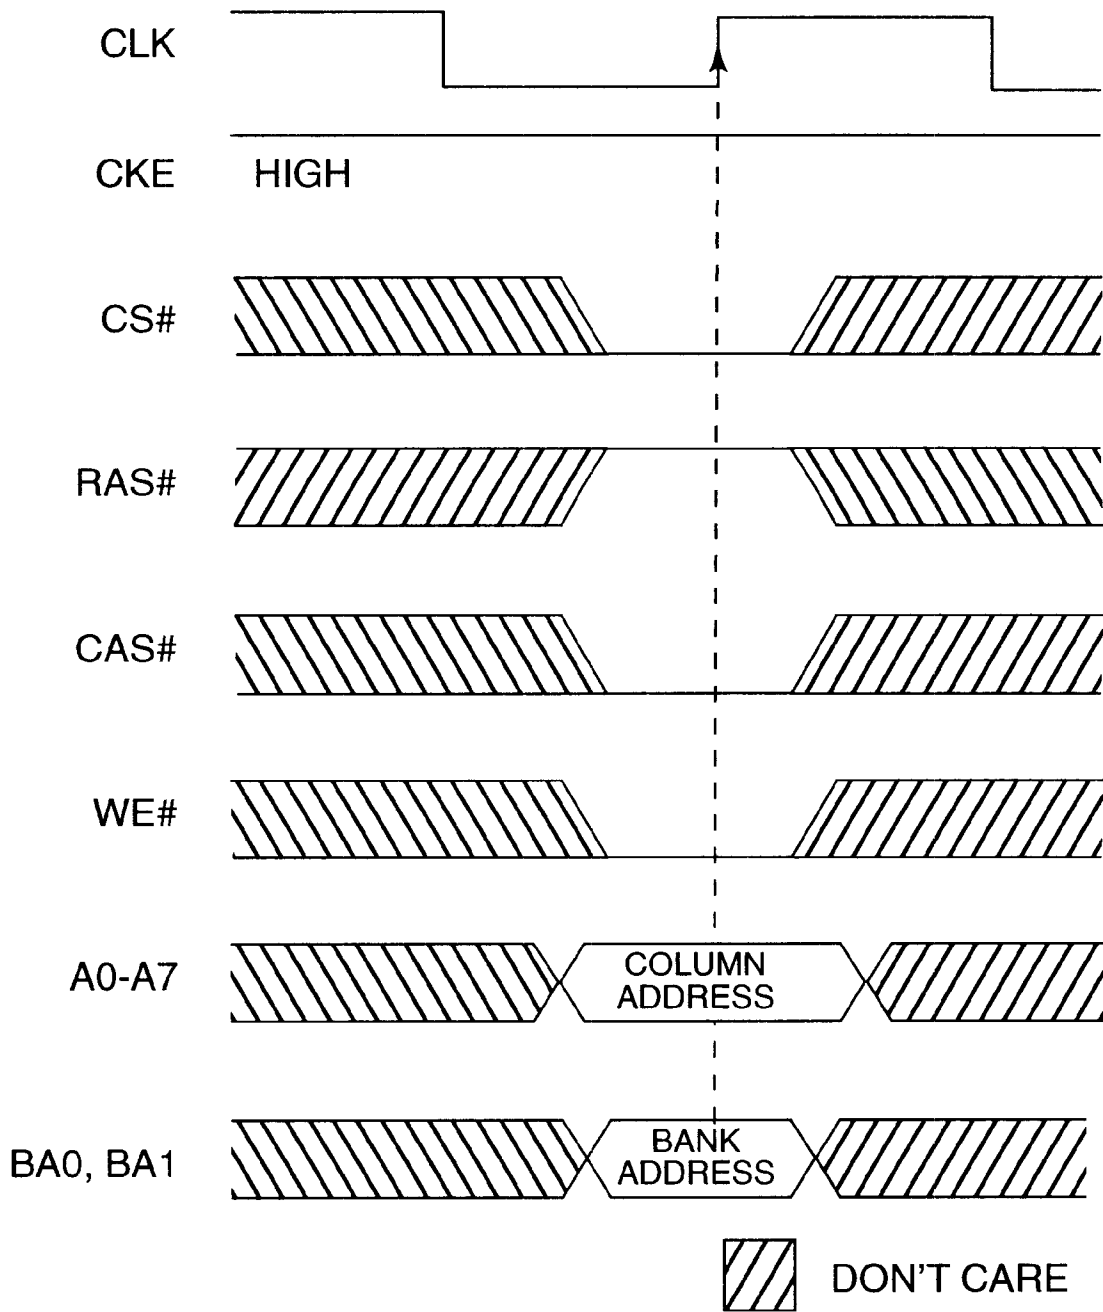 CLK
CKE HIGH
CS#
RAS#
CAS#
WE#
A0-A7
COLUMN
ADDRESS
BA0, BA1
BANK
ADDRESS
DON'T CARE